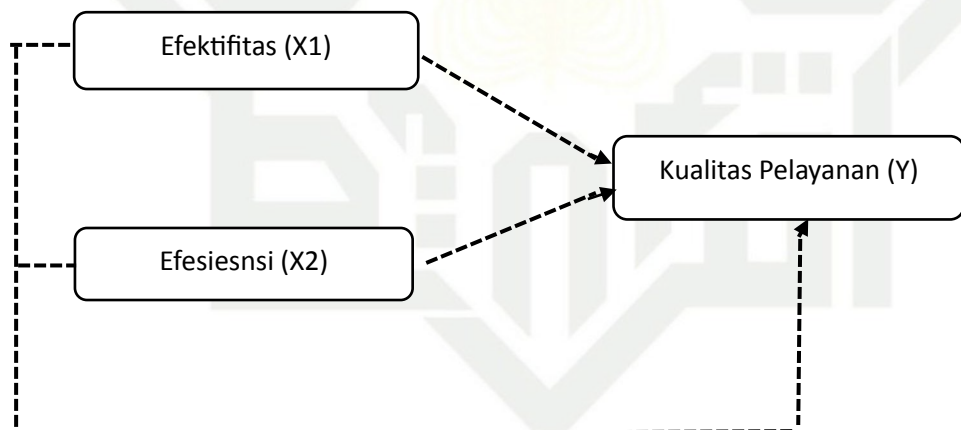 Efektifitas (X1)
Kualitas Pelayanan (Y)
Efesiesnsi (X2)